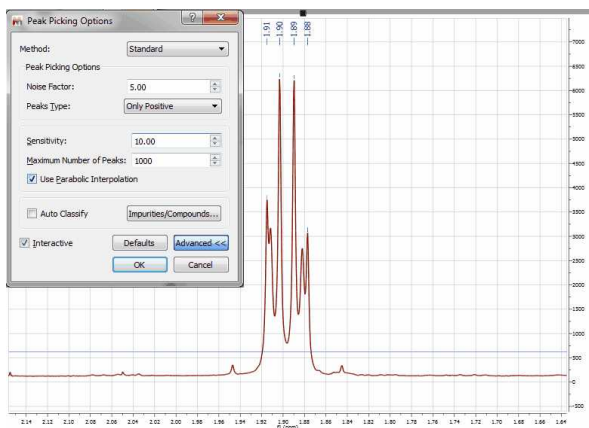 Peak Picking Options
Method: Standard
Peak Picking Options
Noise Factor: 5.00
Peaks Type: Only Positive
Sensitivity: 10.00
Maximum Number of Peaks: 1000
Use Parabolic Interpolation
Auto Classify Impurities/Compounds...
Interactive Defaults Advanced <<
OK Cancel
1.91 1.90 1.89 1.88
7000
6500
6000
5500
5000
4500
4000
3500
3000
2500
2000
1500
1000
500
0
-500
2.14 2.12 2.10 2.08 2.06 2.04 2.02 2.00 1.98 1.96 1.94 1.92 1.90 1.88 1.86 1.84 1.82 1.80 1.78 1.76 1.74 1.72 1.70 1.68 1.66 1.64